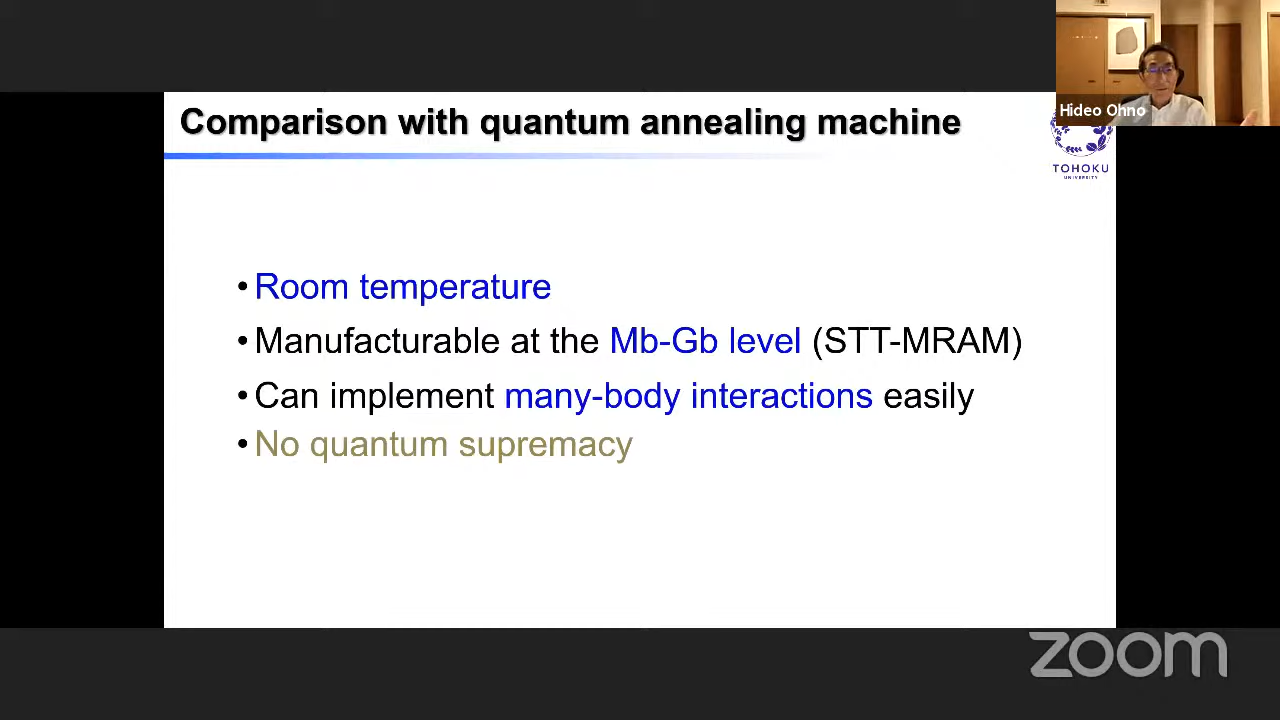 Hideo Ohno
Comparison with quantum annealing machine
TOHOKU
UNIVERSITY
• Room temperature
• Manufacturable at the Mb-Gb level (STT-MRAM)
• Can implement many-body interactions easily
• No quantum supremacy
zoom